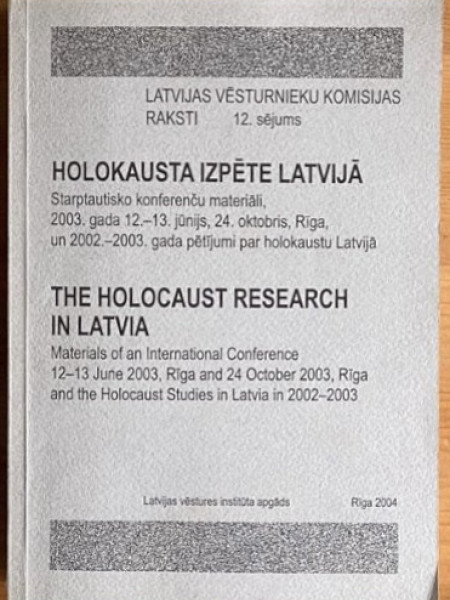 LATVIJAS VĒSTURNIEKU KOMISIJAS
RAKSTI 12. sējums
HOLOKAUSTA IZPĒTE LATVIJĀ
Starptautisko konferenču materiāli,
2003. gada 12.–13. jūnijs, 24. oktobris, Rīga,
un 2002.–2003. gada pētījumi par holokaustu Latvijā
THE HOLOCAUST RESEARCH
IN LATVIA
Materials of an International Conference
12–13 June 2003, Rīga and 24 October 2003, Rīga
and the Holocaust Studies in Latvia in 2002–2003
Latvijas vēstures institūta apgāds Rīga 2004